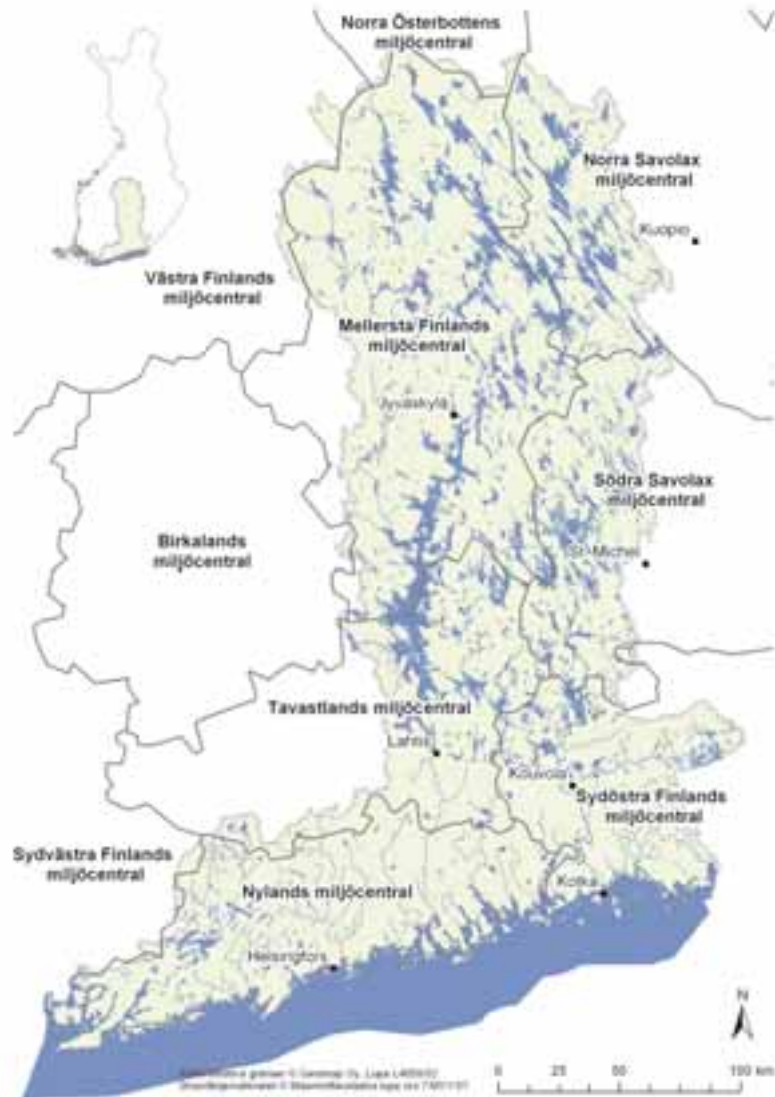 Norra Österbottens
miljöcentral
Norra Savolax
miljöcentral
Kuopio
Västra Finlands
miljöcentral
Mellersta Finlands
miljöcentral
Jyväskylä
Södra Savolax
miljöcentral
St. Michel
Birkalands
miljöcentral
Tavastlands miljöcentral
Lahtis
Kouvola
Sydöstra Finlands
miljöcentral
Sydvästra Finlands
miljöcentral
Nylands miljöcentral
Kotka
Helsingfors
N
0 25 50 100 km